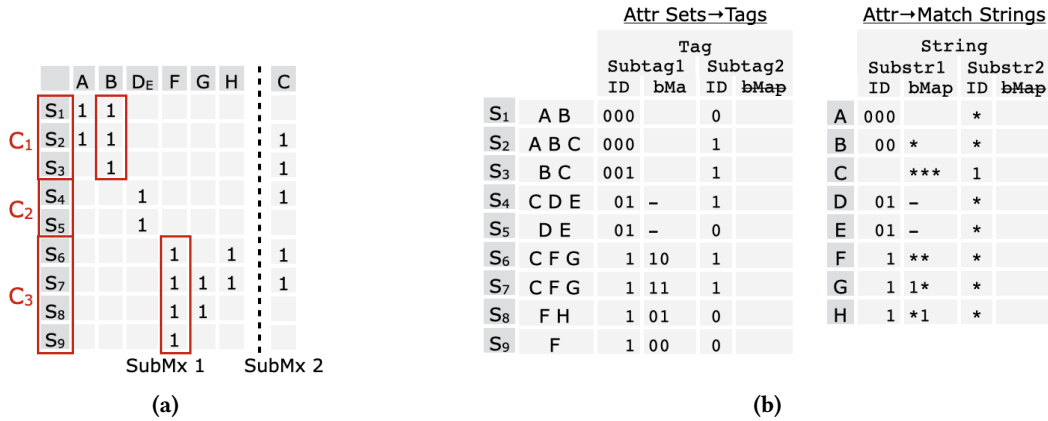 A B DE F G H C
S1 1 1
S2 1 1 1
S3 1 1
S4 1 1
S5 1
S6 1 1 1
S7 1 1 1 1
S8 1 1
S9 1
C1
C2
C3
SubMx 1 SubMx 2
(a)
Attr Sets→Tags
Tag
Subtag1 Subtag2
ID bMa ID bMap
S1 A B 000 0
S2 A B C 000 1
S3 B C 001 1
S4 C D E 01 – 1
S5 D E 01 – 0
S6 C F G 1 10 1
S7 C F G 1 11 1
S8 F H 1 01 0
S9 F 1 00 0
Attr→Match Strings
String
Substr1 Substr2
ID bMap ID bMap
A 000 *
B 00 * *
C *** 1
D 01 – *
E 01 – *
F 1 ** *
G 1 1* *
H 1 *1 *
(b)